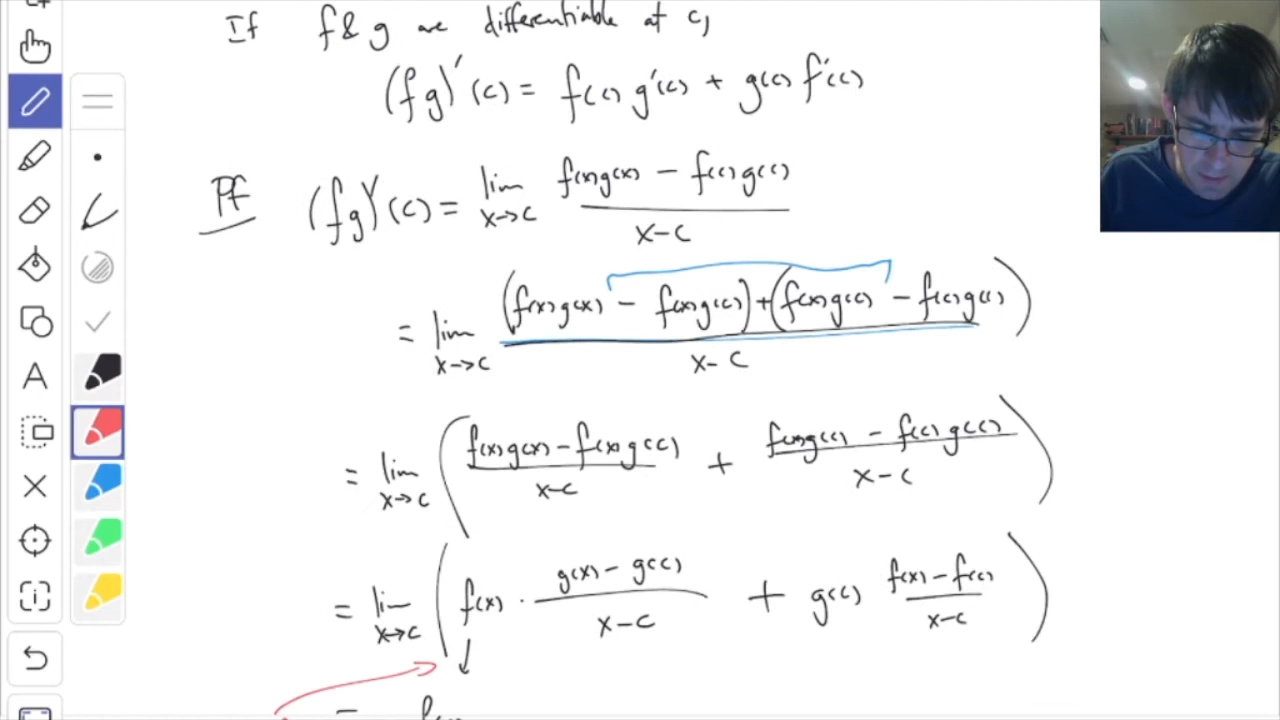 If f & g are differentiable at c,
(fg)'(c) = f(c) g'(c) + g(c) f'(c)
Pf (fg)'(c) = lim x→c f(x)g(x) - f(c)g(c) / x-c
= lim x→c (f(x)g(x) - f(x)g(c)) + (f(x)g(c) - f(c)g(c)) / x-c
= lim x→c ( f(x)g(x) - f(x)g(c) / x-c + f(x)g(c) - f(c)g(c) / x-c )
= lim x→c ( f(x) · g(x) - g(c) / x-c + g(c) f(x) - f(c) / x-c )
=
A